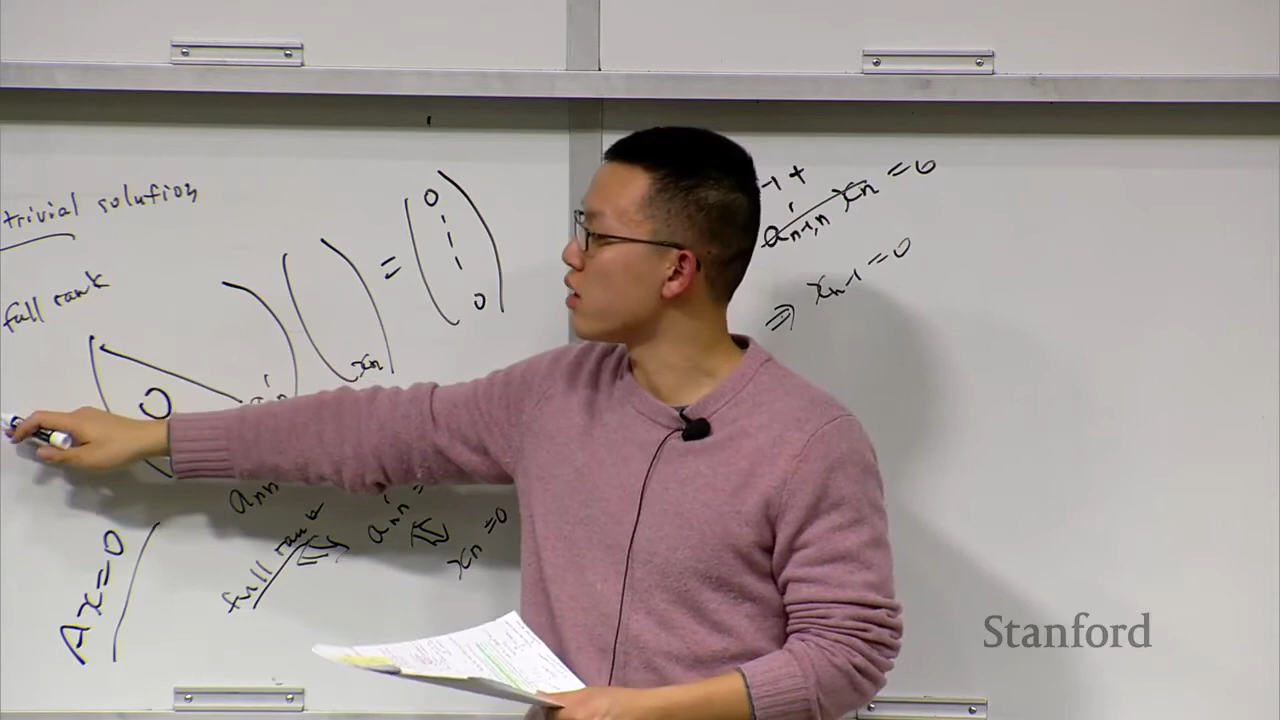 trivial solution
full rank
0
xn
=
0
0
ann
full rank
xn = 0
Ax=0
an-1,n xn = 0
⇒ xn-1 = 0
Stanford